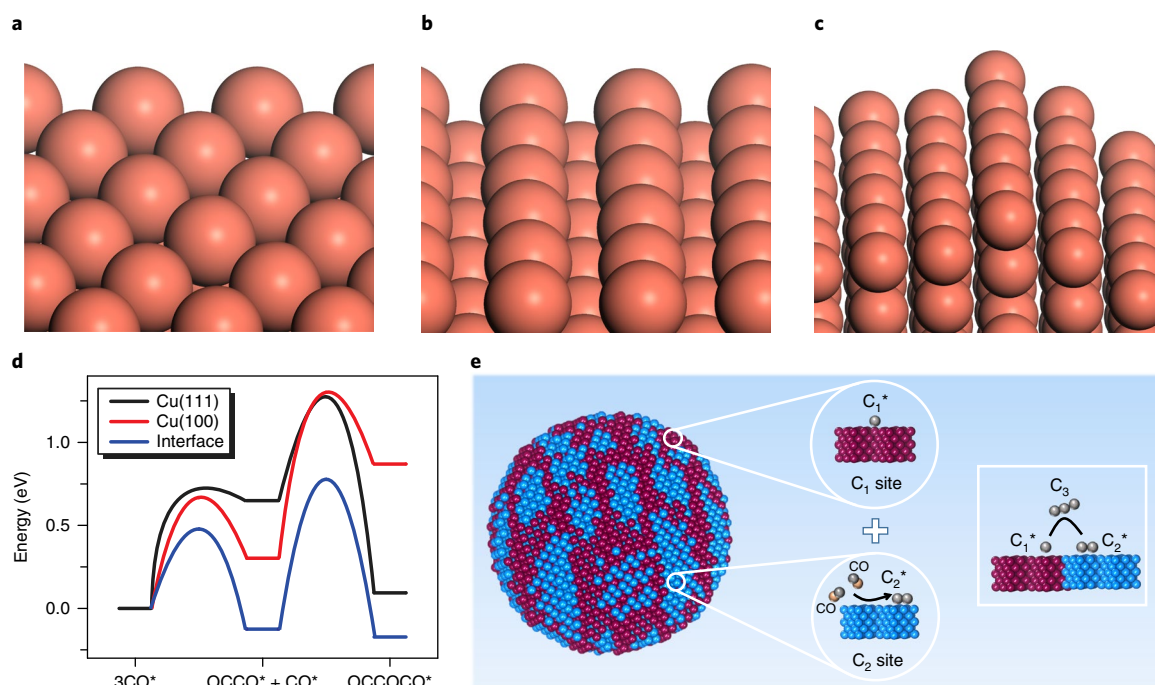 a
b
c
d
Energy (eV)
1.0
0.5
0.0
Cu(111)
Cu(100)
Interface
3CO*
OCCO* + CO*
OCCOCO*
e
C₁*
C₁ site
CO
CO
C₂*
C₂ site
C₃
C₁*
C₂*